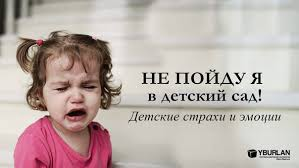 НЕ ПОЙДУ Я
в детский сад!
Детские страхи и эмоции
YBURLAN